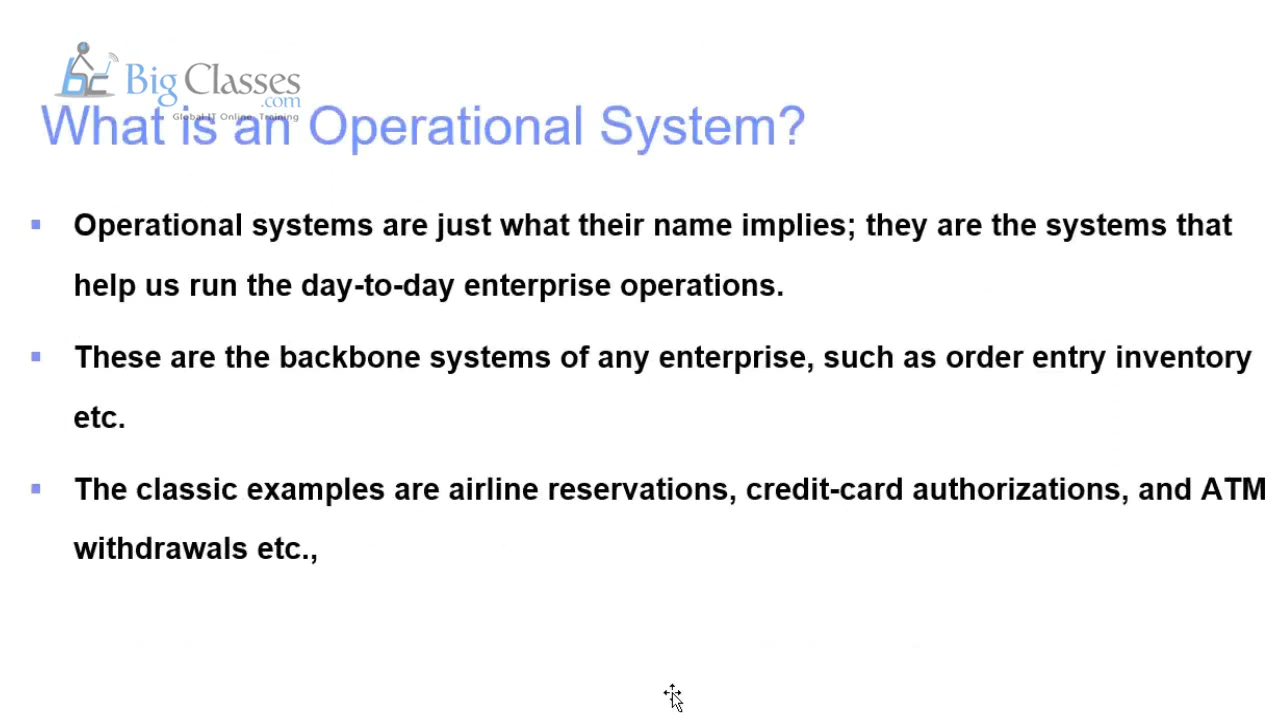 Big Classes
.com
Global IT Online Training
What is an Operational System?
Operational systems are just what their name implies; they are the systems that
help us run the day-to-day enterprise operations.
These are the backbone systems of any enterprise, such as order entry inventory
etc.
The classic examples are airline reservations, credit-card authorizations, and ATM
withdrawals etc.,